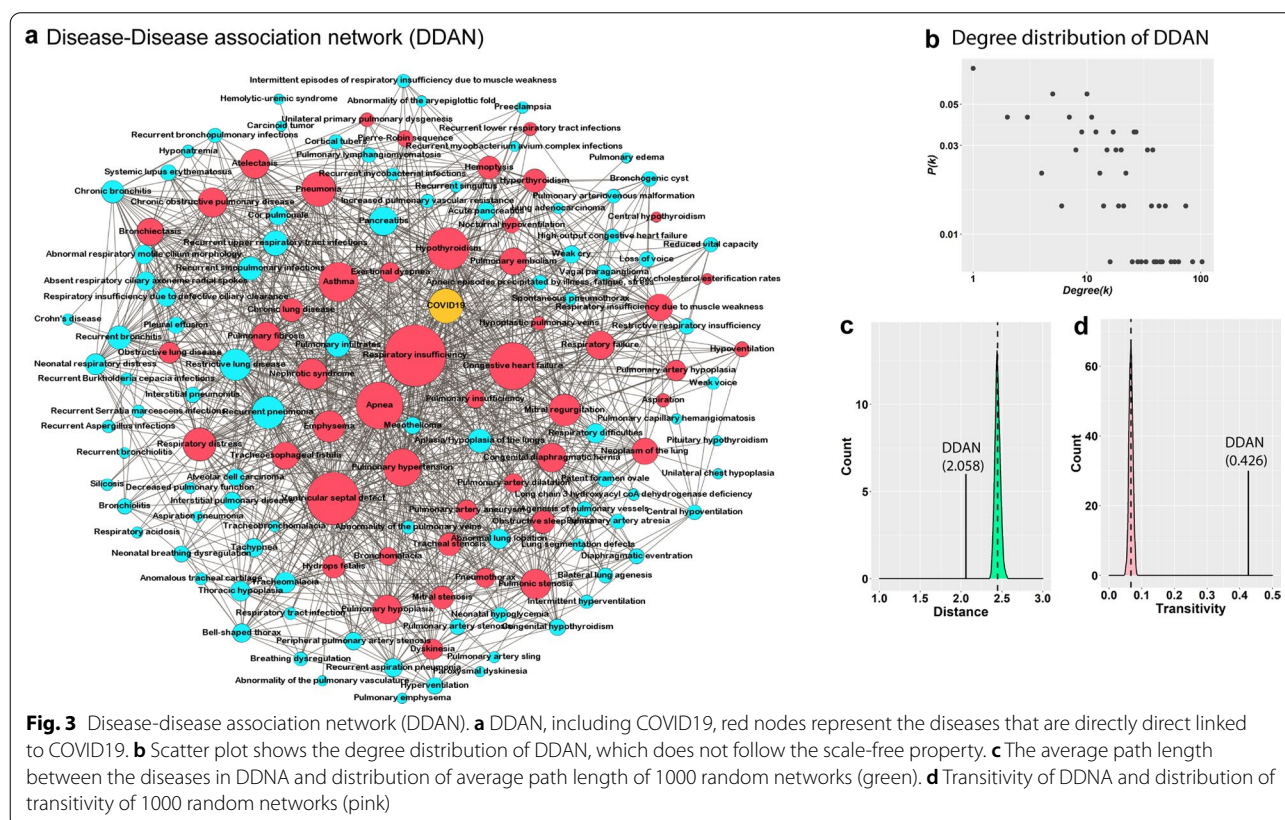 a Disease-Disease association network (DDAN)
Intermittent episodes of respiratory insufficiency due to muscle weakness
Hemolytic-uremic syndrome
Abnormality of the aryepiglottic fold
Preeclampsia
Carcinoid tumor
Unilateral primary pulmonary dysgenesis
Recurrent lower respiratory tract infections
Recurrent bronchopulmonary infections
Pierre-Robin sequence
Cortical tubers
Recurrent mycobacterium avium complex infections
Hyponatremia
Atelectasis
Pulmonary lymphangiomyomatosis
Pulmonary edema
Systemic lupus erythematosus
Recurrent mycobacterial infections
Hemoptysis
Hyperthyroidism
Bronchogenic cyst
Chronic bronchitis
Pneumonia
Recurrent singultus
Chronic obstructive pulmonary disease
Increased pulmonary vascular resistance
Pulmonary arteriovenous malformation
Lung adenocarcinoma
Cor pulmonale
Pancreatitis
Acute pancreatitis
Central hypothyroidism
Nocturnal hypoventilation
Bronchiectasis
Recurrent upper respiratory tract infections
High-output congestive heart failure
Hypothyroidism
Reduced vital capacity
Abnormal respiratory motile cilium morphology
Weak cry
Pulmonary embolism
Loss of voice
Recurrent sinopulmonary infections
Exertional dyspnea
Vagal paraganglioma
Absent respiratory ciliary axoneme radial spokes
Asthma
Apneic episodes precipitated by illness, fatigue, stress
Low cholesterol esterification rates
Respiratory insufficiency due to defective ciliary clearance
COVID19
Spontaneous pneumothorax
Respiratory insufficiency due to muscle weakness
Chronic lung disease
Crohn's disease
Hypoplastic pulmonary veins
Restrictive respiratory insufficiency
Pleural effusion
Recurrent bronchitis
Pulmonary fibrosis
Pulmonary infiltrates
Respiratory failure
Obstructive lung disease
Respiratory insufficiency
Congestive heart failure
Hypoventilation
Neonatal respiratory distress
Restrictive lung disease
Pulmonary artery hypoplasia
Recurrent Burkholderia cepacia infections
Nephrotic syndrome
Weak voice
Interstitial pneumonitis
Pulmonary insufficiency
Aspiration
Recurrent Serratia marcescens infections
Recurrent pneumonia
Apnea
Mitral regurgitation
Pulmonary capillary hemangiomatosis
Recurrent Aspergillus infections
Emphysema
Mesothelioma
Respiratory difficulties
Pituitary hypothyroidism
Respiratory distress
Aplasia/Hypoplasia of the lungs
Recurrent bronchiolitis
Tracheoesophageal fistula
Congenital diaphragmatic hernia
Neoplasm of the lung
Unilateral chest hypoplasia
Alveolar cell carcinoma
Pulmonary hypertension
Patent foramen ovale
Silicosis
Decreased pulmonary function
Pulmonary artery dilatation
Long chain 3 hydroxyacyl coA dehydrogenase deficiency
Bronchiolitis
Interstitial pulmonary disease
Ventricular septal defect
Pulmonary artery aneurysm
Agenesis of pulmonary vessels
Central hypoventilation
Aspiration pneumonia
Obstructive sleep apnea
Pulmonary artery atresia
Respiratory acidosis
Tracheobronchomalacia
Abnormality of the pulmonary veins
Abnormal lung lobation
Tachypnea
Tracheal stenosis
Lung segmentation defects
Neonatal breathing dysregulation
Bronchomalacia
Diaphragmatic eventration
Hydrops fetalis
Anomalous tracheal cartilage
Tracheomalacia
Pneumothorax
Pulmonic stenosis
Bilateral lung agenesis
Thoracic hypoplasia
Mitral stenosis
Intermittent hyperventilation
Respiratory tract infection
Pulmonary hypoplasia
Neonatal hypoglycemia
Bell-shaped thorax
Pulmonary artery stenosis
Congenital hypothyroidism
Peripheral pulmonary artery stenosis
Dyskinesia
Breathing dysregulation
Recurrent aspiration pneumonia
Pulmonary artery sling
Abnormality of the pulmonary vasculature
Paroxysmal dyskinesia
Hyperventilation
Pulmonary emphysema
b Degree distribution of DDAN
P(k)
0.05
0.03
0.01
1
10
100
Degree(k)
c
Count
10
5
0
DDAN
(2.058)
1.0
1.5
2.0
2.5
3.0
Distance
d
Count
60
40
20
0
DDAN
(0.426)
0.0
0.1
0.2
0.3
0.4
0.5
Transitivity
Fig. 3 Disease-disease association network (DDAN). a DDAN, including COVID19, red nodes represent the diseases that are directly direct linked
to COVID19. b Scatter plot shows the degree distribution of DDAN, which does not follow the scale-free property. c The average path length
between the diseases in DDNA and distribution of average path length of 1000 random networks (green). d Transitivity of DDNA and distribution of
transitivity of 1000 random networks (pink)